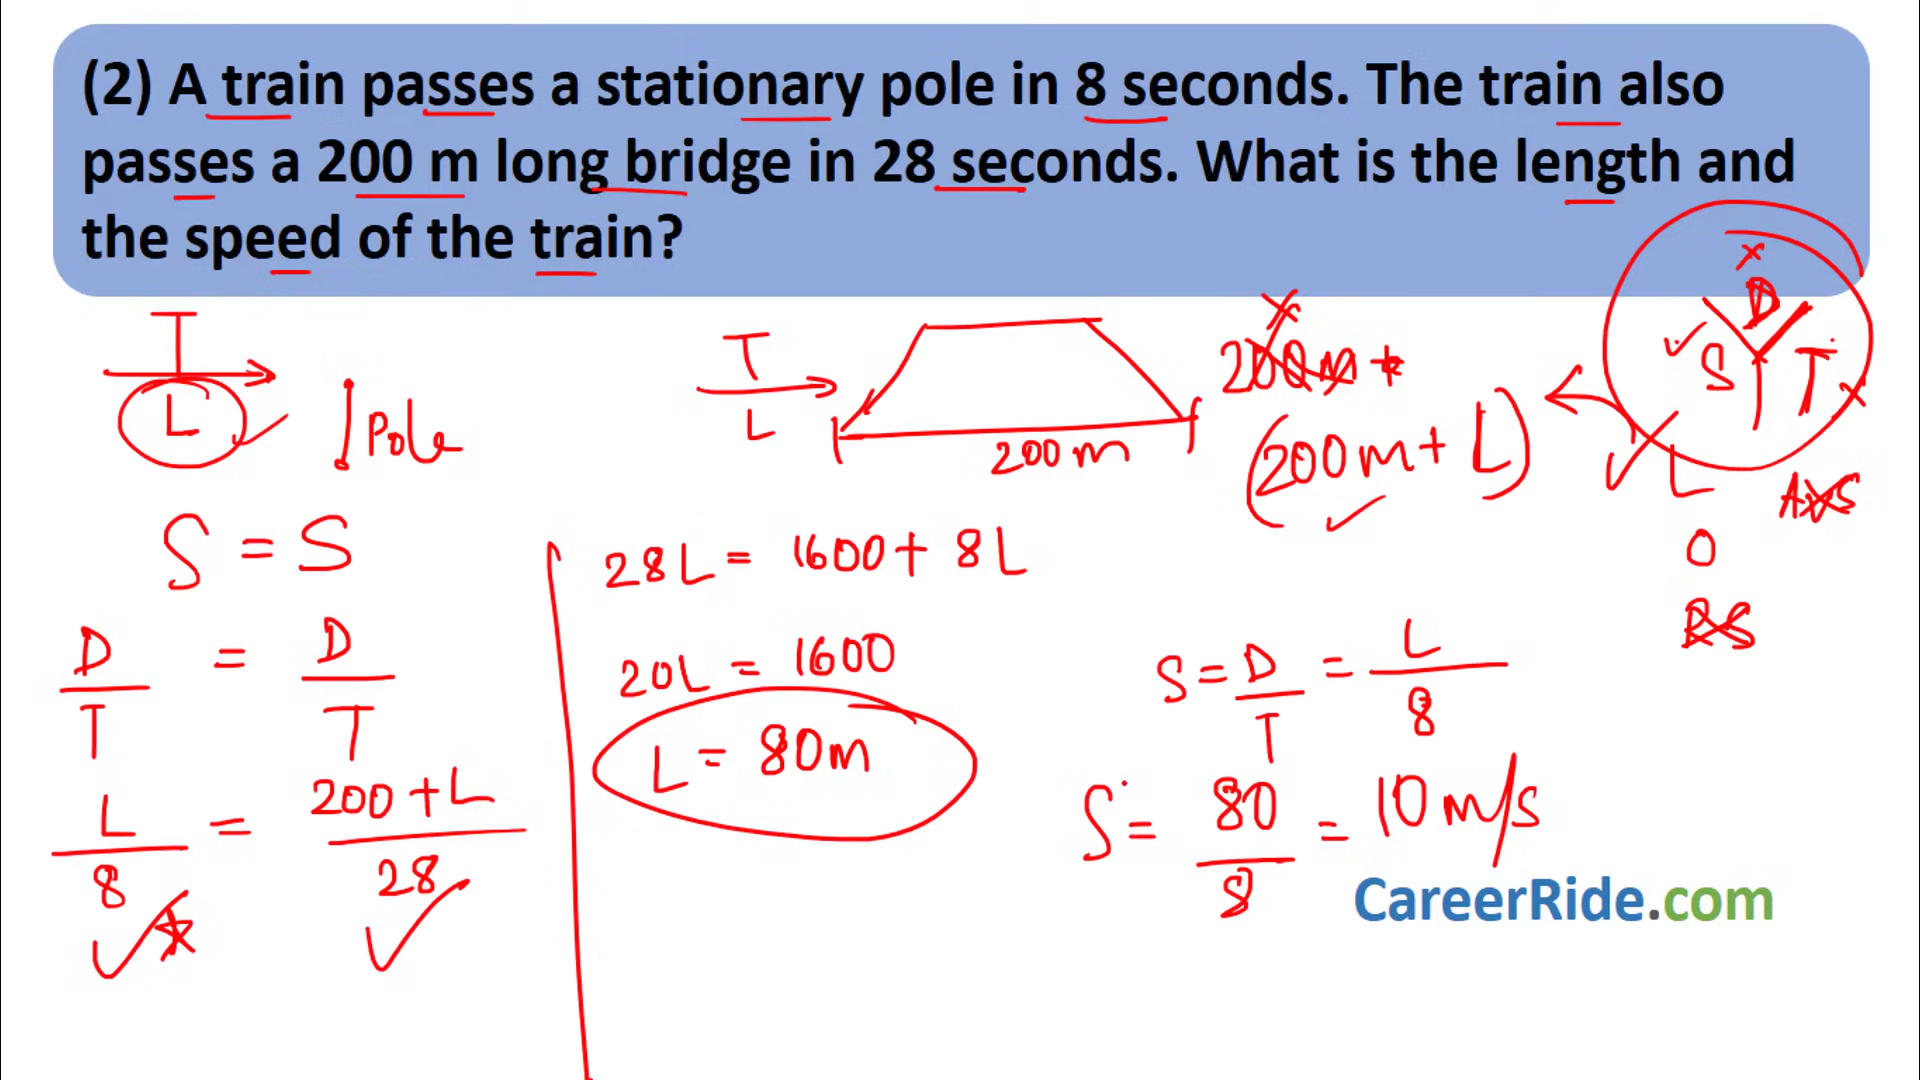 (2) A train passes a stationary pole in 8 seconds. The train also
passes a 200 m long bridge in 28 seconds. What is the length and
the speed of the train?
T
L
Pole
T
L
200 m
200m +
(200m + L)
D
S T
L
O
S = S
D/T = D/T
L/8 = 200 + L/28
28L = 1600 + 8L
20L = 1600
L = 80m
S = D/T = L/8
S = 80/8 = 10 m/s
CareerRide.com